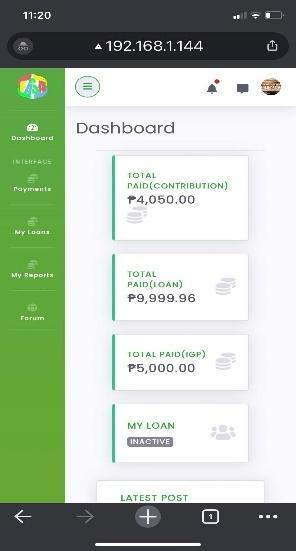 11:20
192.168.1.144
Dashboard
Dashboard
INTERFACE
Payments
My Loans
My Reports
Forum
TOTAL
PAID(CONTRIBUTION)
₱4,050.00
TOTAL
PAID(LOAN)
₱9,999.96
TOTAL PAID(IGP)
₱5,000.00
MY LOAN
INACTIVE
LATEST POST
1